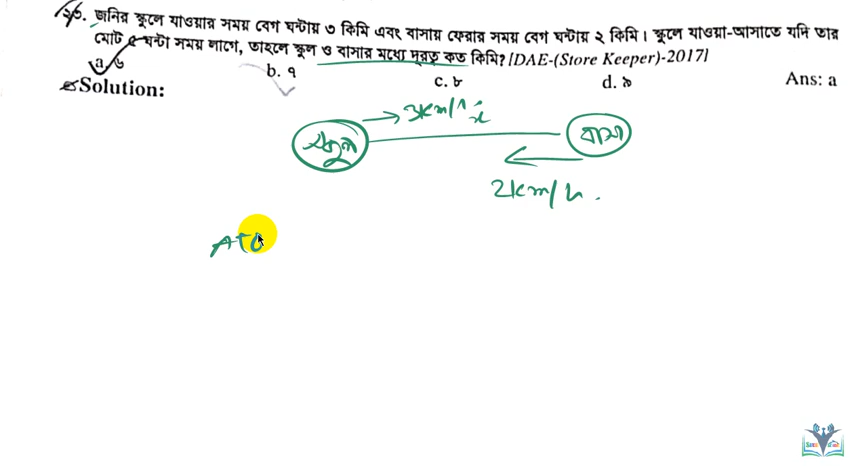 ২৩. জনির স্কুলে যাওয়ার সময় বেগ ঘন্টায় ৩ কিমি এবং বাসায় ফেরার সময় বেগ ঘন্টায় ২ কিমি। স্কুলে যাওয়া-আসাতে যদি তার
মোট ৫ ঘন্টা সময় লাগে, তাহলে স্কুল ও বাসার মধ্যে দূরত্ব কত কিমি? [DAE-(Store Keeper)-2017]
a. ৬ b. ৭ c. ৮ d. ৯ Ans: a
Solution:
3km/h x
স্কুল বাসা
2km/h.
ATQ